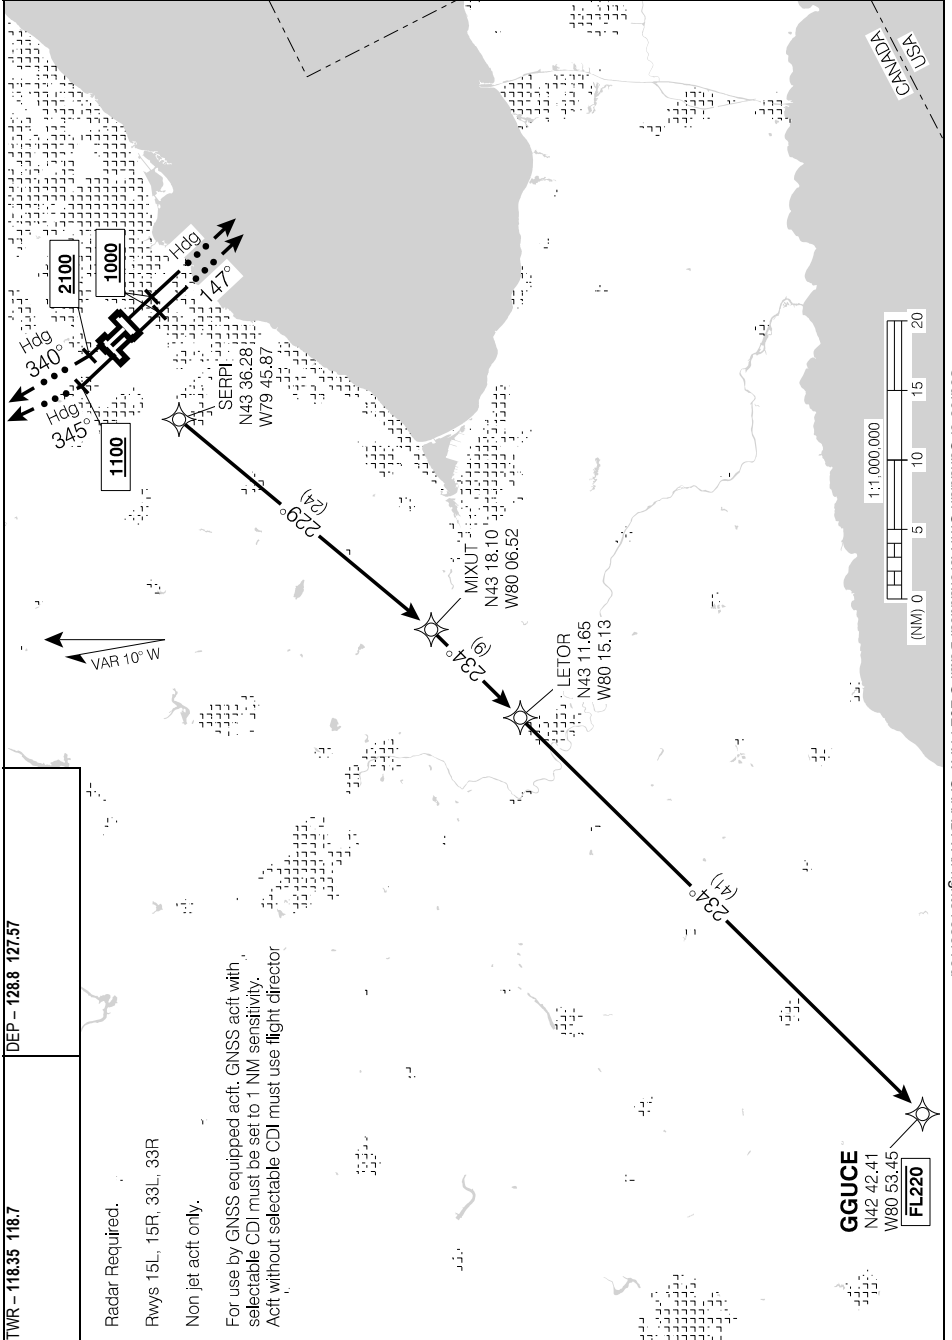 TWR – 118.35 118.7
DEP – 128.8 127.57
Radar Required.
Rwys 15L, 15R, 33L, 33R
Non jet acft only.
For use by GNSS equipped acft. GNSS acft with
selectable CDI must be set to 1 NM sensitivity.
Acft without selectable CDI must use flight director
VAR 10° W
Hdg
340°
Hdg
345°
2100
1000
1100
Hdg
147°
SERPI
N43 36.28
W79 45.87
229°
(24)
MIXUT
N43 18.10
W80 06.52
234°
(9)
LETOR
N43 11.65
W80 15.13
234°
(41)
GGUCE
N42 42.41
W80 53.45
FL220
CANADA
USA
1:1,000,000
(NM) 0 5 10 15 20